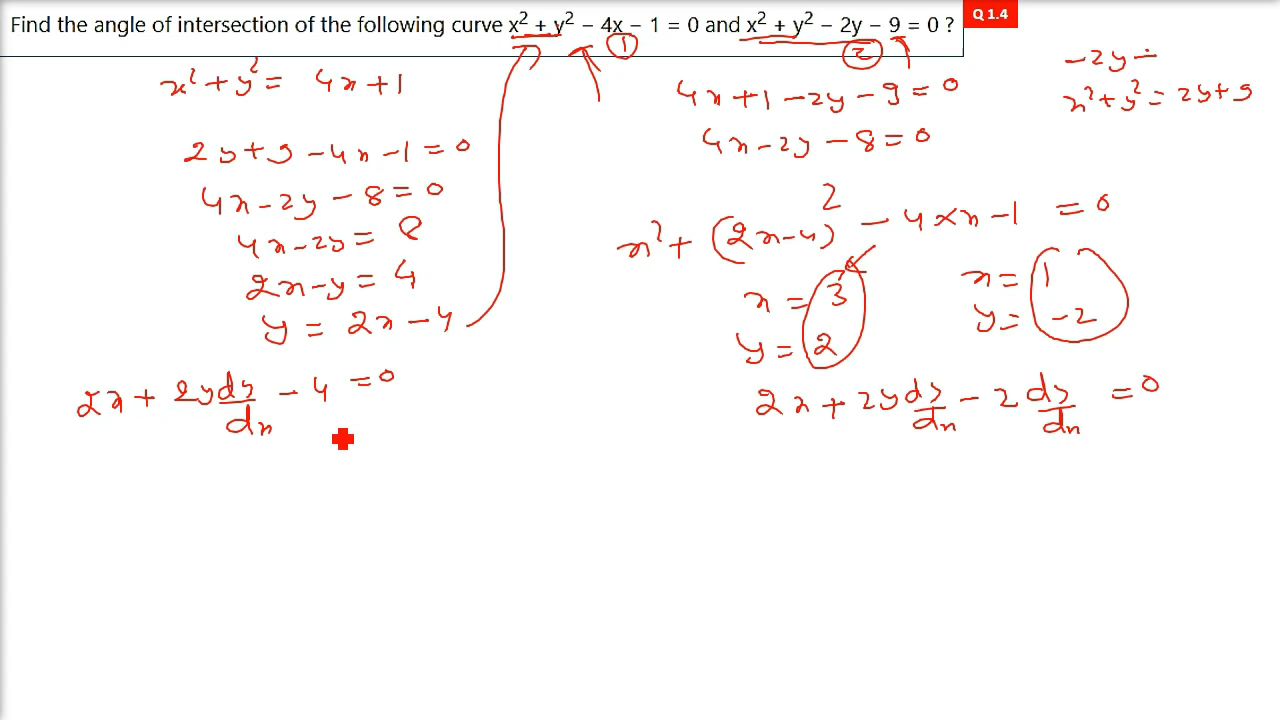 Find the angle of intersection of the following curve x² + y² − 4x − 1 = 0 and x² + y² − 2y − 9 = 0 ?
Q 1.4
1
2
x² + y² = 4x + 1
2y + 9 − 4x − 1 = 0
4x − 2y − 8 = 0
4x − 2y = 8
2x − y = 4
y = 2x − 4
4x + 1 − 2y − 9 = 0
4x − 2y − 8 = 0
− 2y =
x² + y² = 2y + 9
x² + (2x − 4)² − 4 × x − 1 = 0
x = 3
y = 2
x = 1
y = −2
2x + 2y dy/dx − 4 = 0
2x + 2y dy/dx − 2 dy/dx = 0